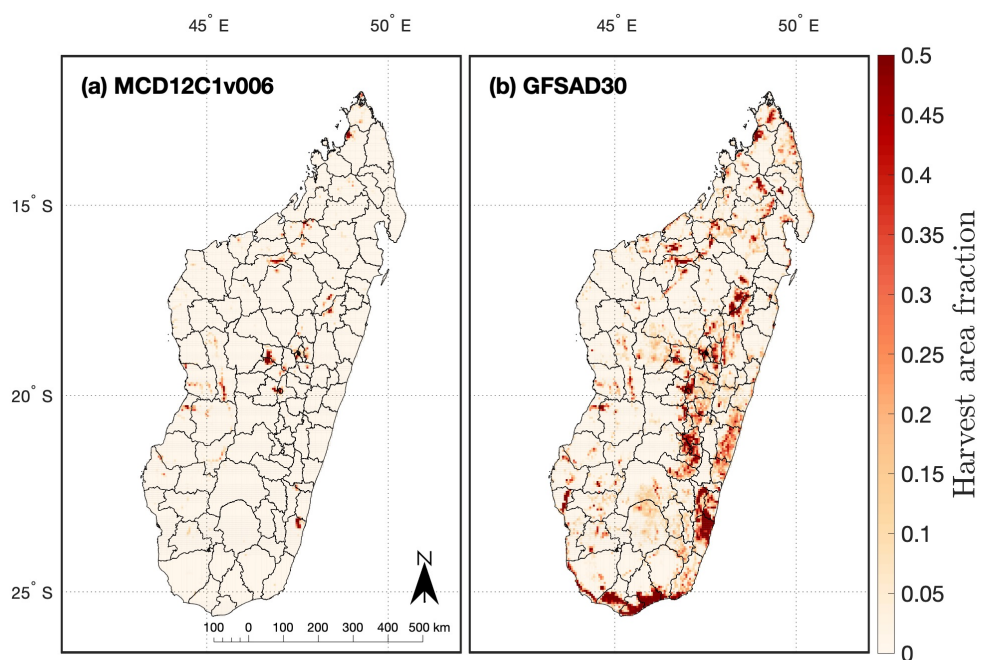 45° E
50° E
45° E
50° E
(a) MCD12C1v006
(b) GFSAD30
15° S
20° S
25° S
N
100 0 100 200 300 400 500 km
0.5
0.45
0.4
0.35
0.3
0.25
0.2
0.15
0.1
0.05
0
Harvest area fraction